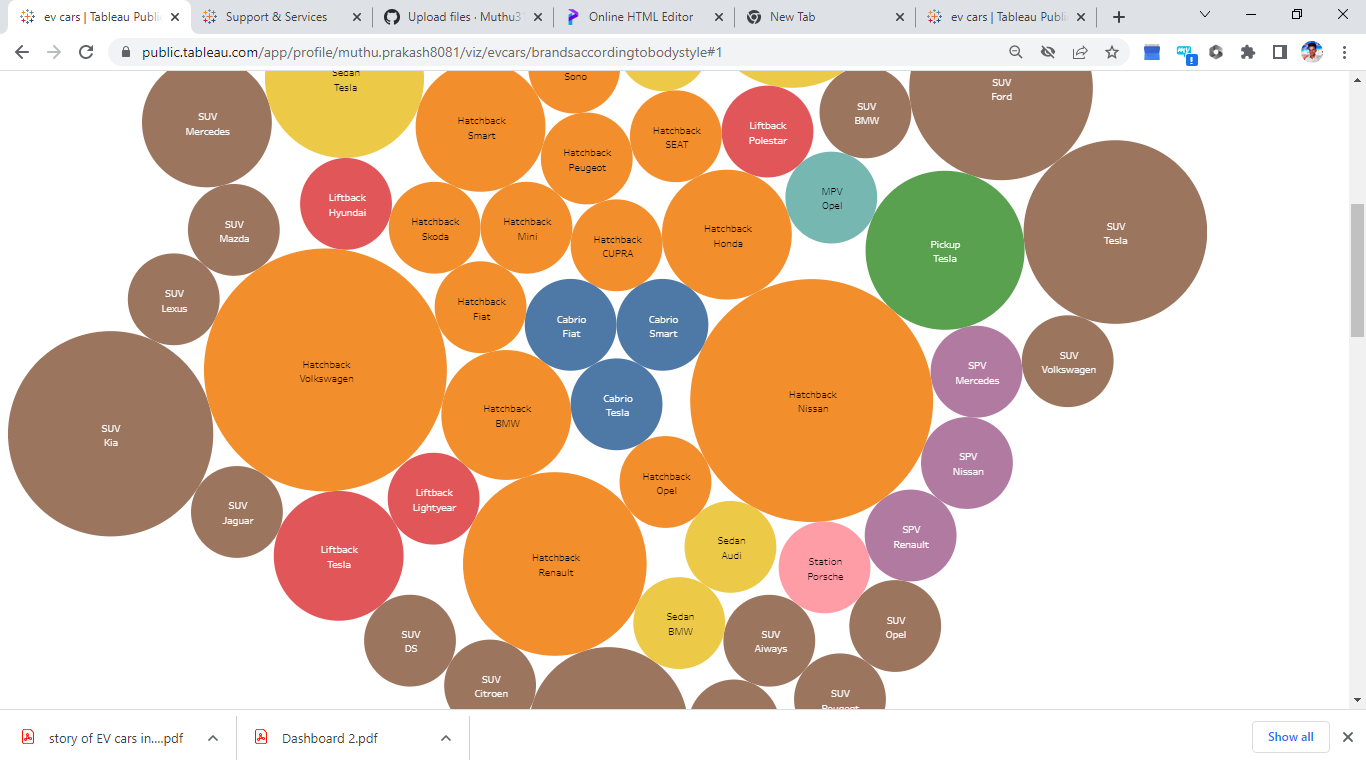 ev cars | Tableau Publi
Support & Services
Upload files · Muthu31
Online HTML Editor
New Tab
ev cars | Tableau Publi
public.tableau.com/app/profile/muthu.prakash8081/viz/evcars/brandsaccordingtobodystyle#1
Sedan
Tesla
Sono
SUV
Ford
SUV
Mercedes
Hatchback
Smart
Hatchback
SEAT
Liftback
Polestar
SUV
BMW
Hatchback
Peugeot
Liftback
Hyundai
MPV
Opel
SUV
Mazda
Hatchback
Skoda
Hatchback
Mini
Hatchback
CUPRA
Hatchback
Honda
Pickup
Tesla
SUV
Tesla
SUV
Lexus
Hatchback
Fiat
Cabrio
Fiat
Cabrio
Smart
Hatchback
Volkswagen
SPV
Mercedes
SUV
Volkswagen
Hatchback
BMW
Cabrio
Tesla
Hatchback
Nissan
SUV
Kia
SPV
Nissan
Hatchback
Opel
Liftback
Lightyear
SUV
Jaguar
SPV
Renault
Liftback
Tesla
Hatchback
Renault
Sedan
Audi
Station
Porsche
Sedan
BMW
SUV
DS
SUV
Aiways
SUV
Opel
SUV
Citroen
SUV
Peugeot
story of EV cars in....pdf
Dashboard 2.pdf
Show all